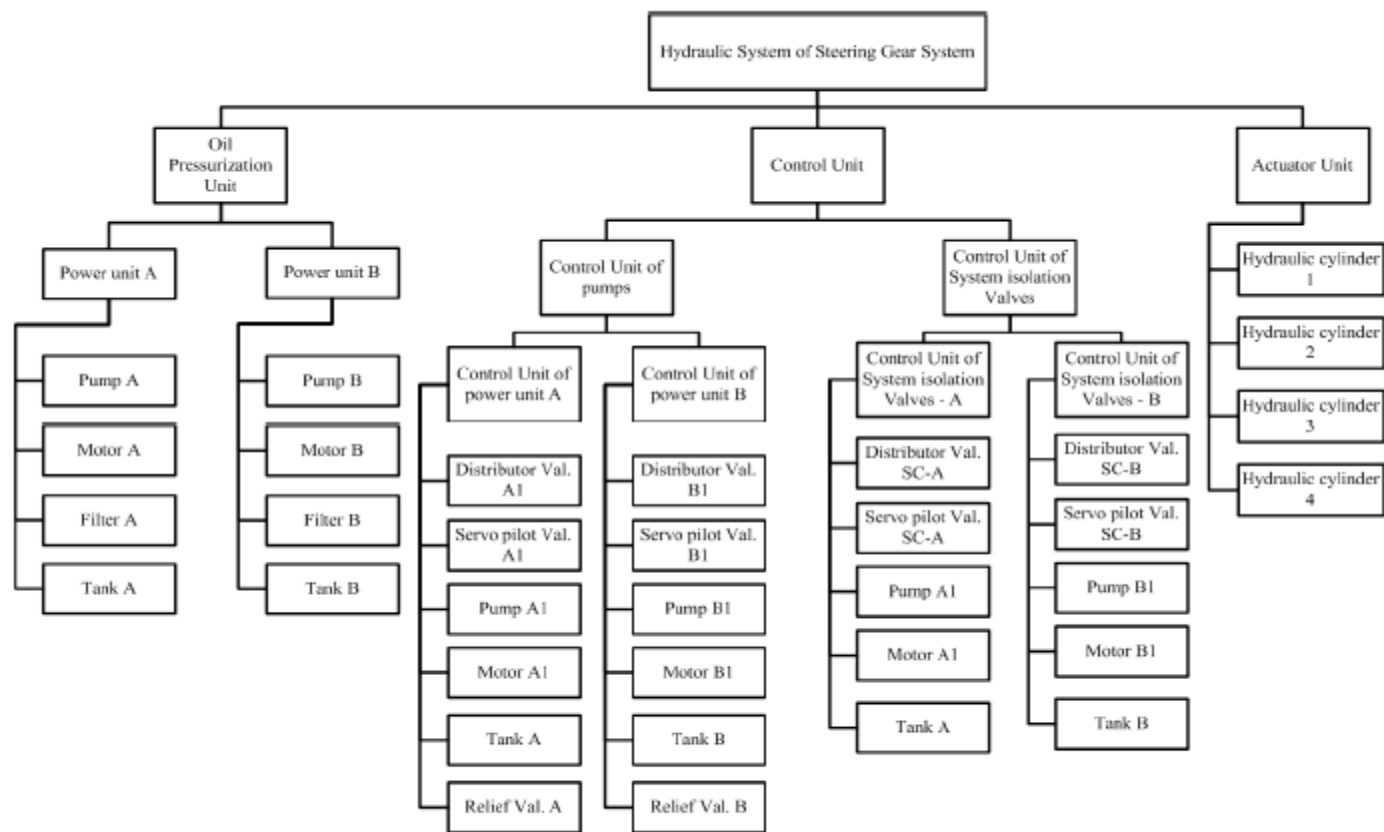 Hydraulic System of Steering Gear System
Oil
Pressurization
Unit
Control Unit
Actuator Unit
Power unit A
Power unit B
Control Unit of
pumps
Control Unit of
System isolation
Valves
Pump A
Motor A
Filter A
Tank A
Pump B
Motor B
Filter B
Tank B
Control Unit of
power unit A
Distributor Val.
A1
Servo pilot Val.
A1
Pump A1
Motor A1
Tank A
Relief Val. A
Control Unit of
power unit B
Distributor Val.
B1
Servo pilot Val.
B1
Pump B1
Motor B1
Tank B
Relief Val. B
Control Unit of
System isolation
Valves - A
Distributor Val.
SC-A
Servo pilot Val.
SC-A
Pump A1
Motor A1
Tank A
Control Unit of
System isolation
Valves - B
Distributor Val.
SC-B
Servo pilot Val.
SC-B
Pump B1
Motor B1
Tank B
Hydraulic cylinder
1
Hydraulic cylinder
2
Hydraulic cylinder
3
Hydraulic cylinder
4